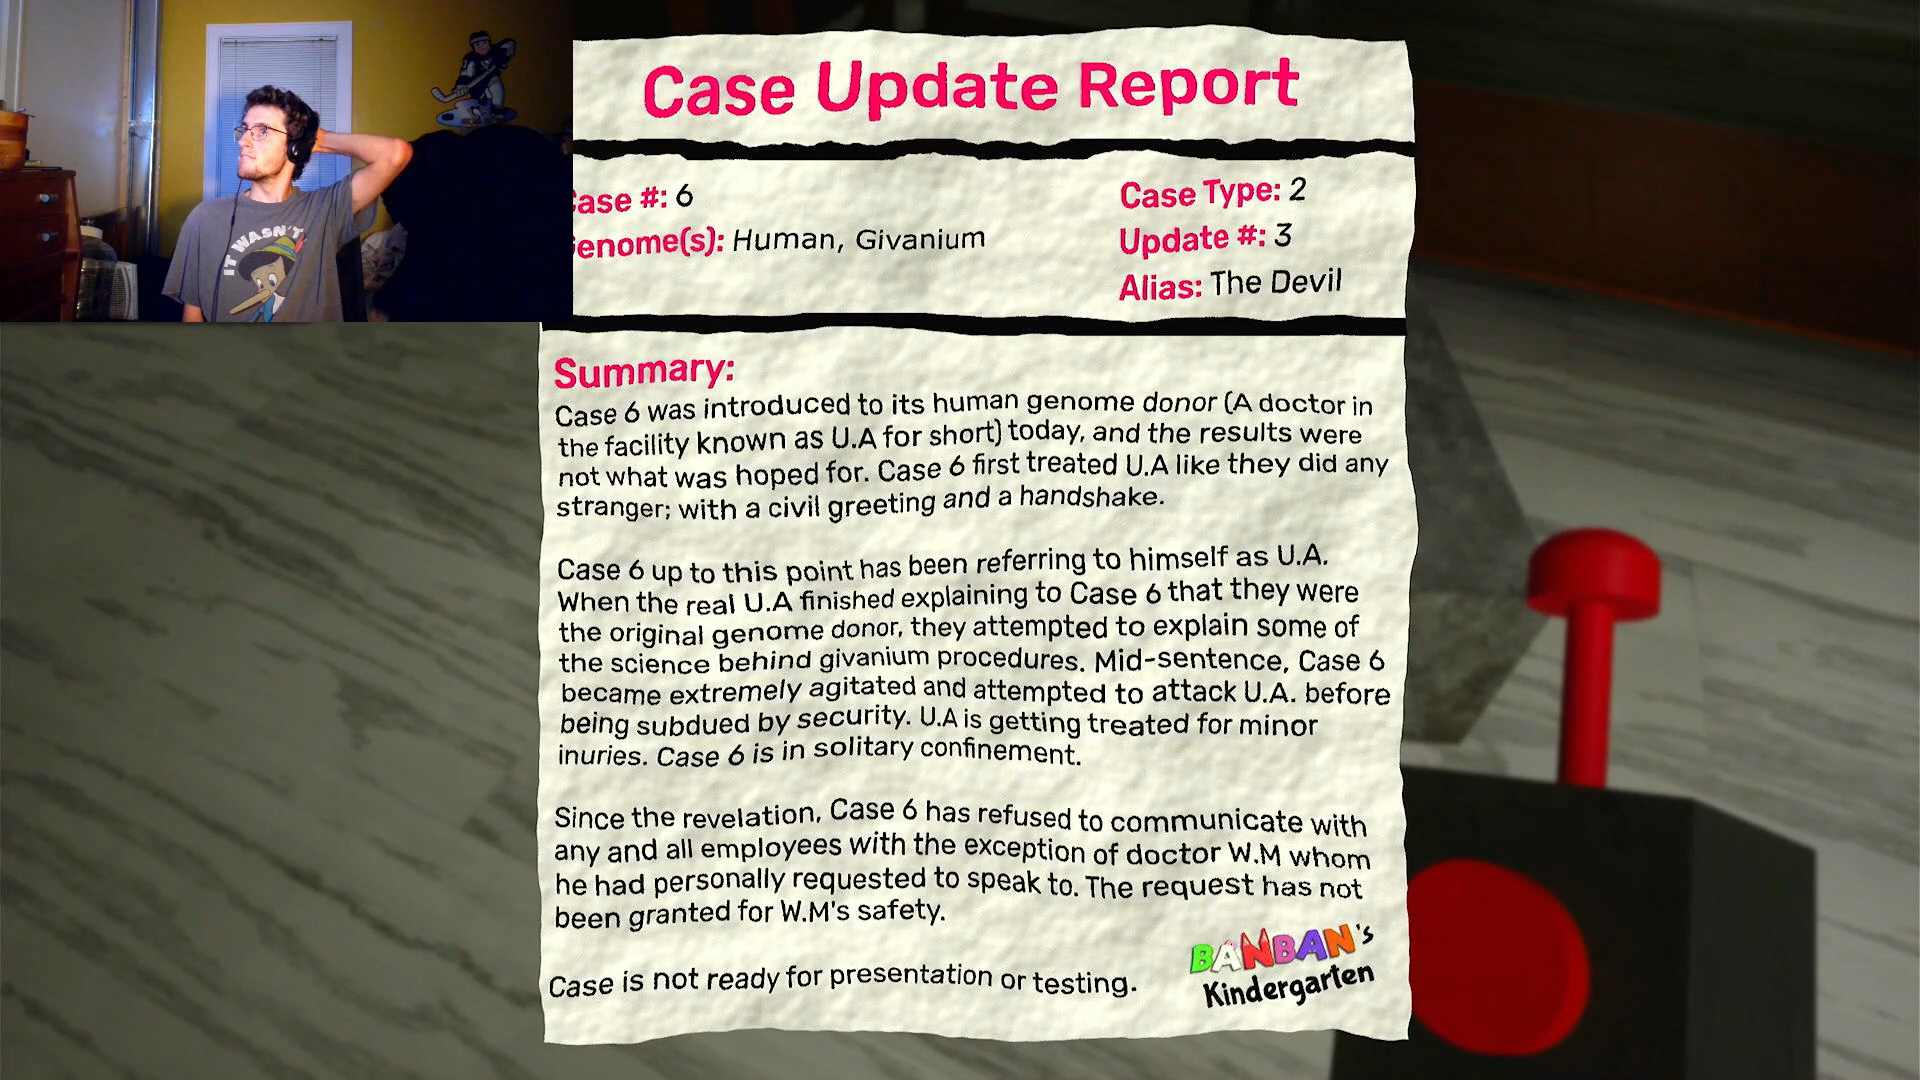 Case Update Report
IT WASN'T
ase #: 6
Case Type: 2
enome(s): Human, Givanium
Update #: 3
Alias: The Devil
Summary:
Case 6 was introduced to its human genome donor (A doctor in
the facility known as U.A for short) today, and the results were
not what was hoped for. Case 6 first treated U.A like they did any
stranger; with a civil greeting and a handshake.
Case 6 up to this point has been referring to himself as U.A.
When the real U.A finished explaining to Case 6 that they were
the original genome donor, they attempted to explain some of
the science behind givanium procedures. Mid-sentence, Case 6
became extremely agitated and attempted to attack U.A. before
being subdued by security. U.A is getting treated for minor
inuries. Case 6 is in solitary confinement.
Since the revelation, Case 6 has refused to communicate with
any and all employees with the exception of doctor W.M whom
he had personally requested to speak to. The request has not
been granted for W.M's safety.
Case is not ready for presentation or testing.
BANBAN's
Kindergarten